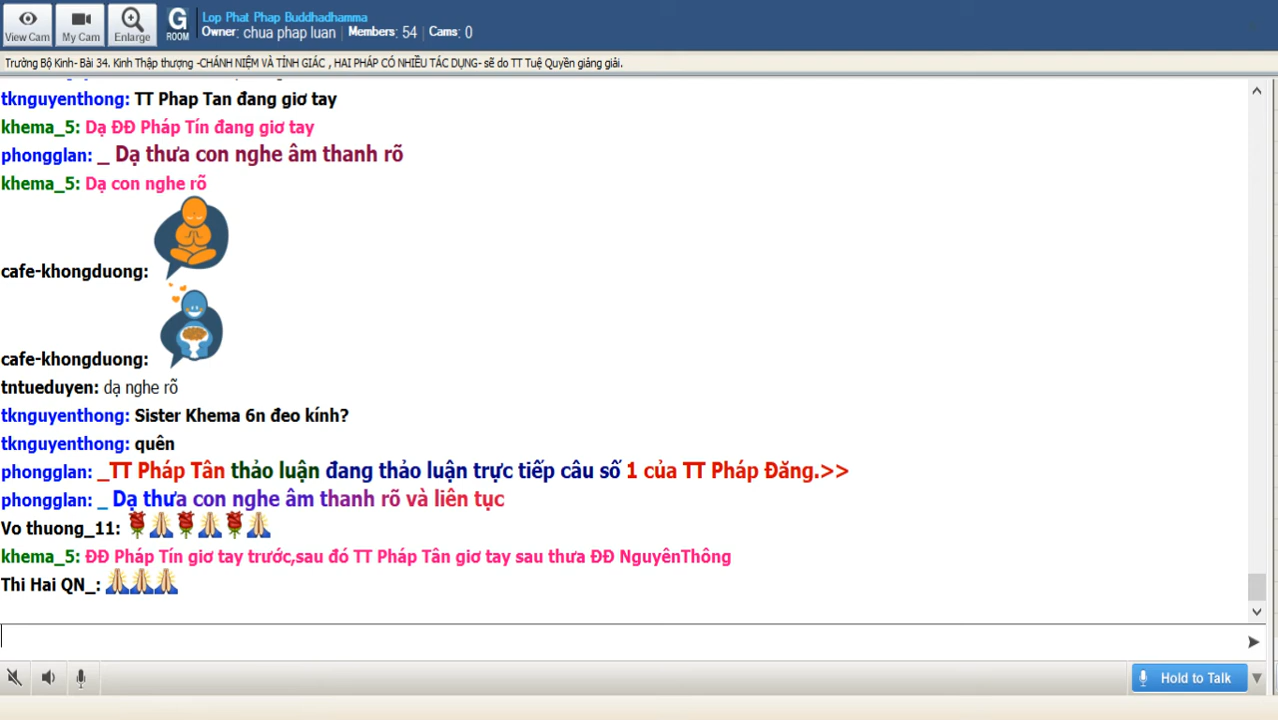 View Cam
My Cam
Enlarge
G
ROOM
Lop Phat Phap Buddhadhamma
Owner: chua phap luan | Members: 54 | Cams: 0
Trường Bộ Kinh- Bài 34. Kinh Thập thượng -CHÁNH NIỆM VÀ TỈNH GIÁC , HAI PHÁP CÓ NHIỀU TÁC DỤNG- sẽ do TT Tuệ Quyền giảng giải.
tknguyenthong: TT Phap Tan đang giơ tay
khema_5: Dạ ĐĐ Pháp Tín đang giơ tay
phongglan: _ Dạ thưa con nghe âm thanh rõ
khema_5: Dạ con nghe rõ
cafe-khongduong:
cafe-khongduong:
tntueduyen: dạ nghe rõ
tknguyenthong: Sister Khema 6n đeo kính?
tknguyenthong: quên
phongglan: _TT Pháp Tân thảo luận đang thảo luận trực tiếp câu số 1 của TT Pháp Đăng.>>
phongglan: _ Dạ thưa con nghe âm thanh rõ và liên tục
Vo thuong_11:
khema_5: ĐĐ Pháp Tín giơ tay trước,sau đó TT Pháp Tân giơ tay sau thưa ĐĐ NguyênThông
Thi Hai QN_:
Hold to Talk